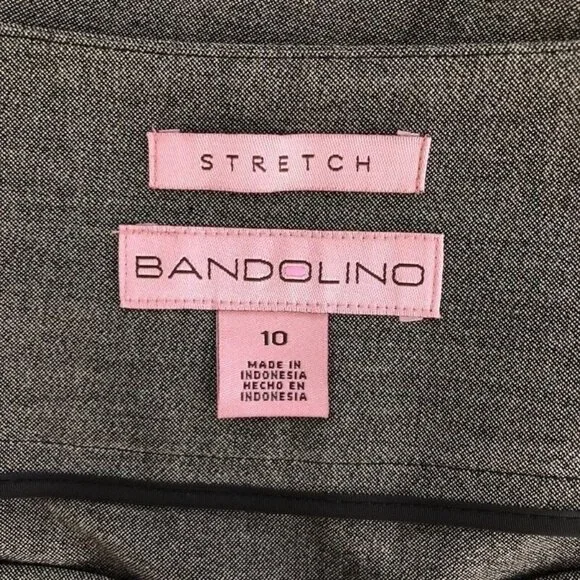 STRETCH
BANDOLINO
10
MADE IN
INDONESIA
HECHO EN
INDONESIA